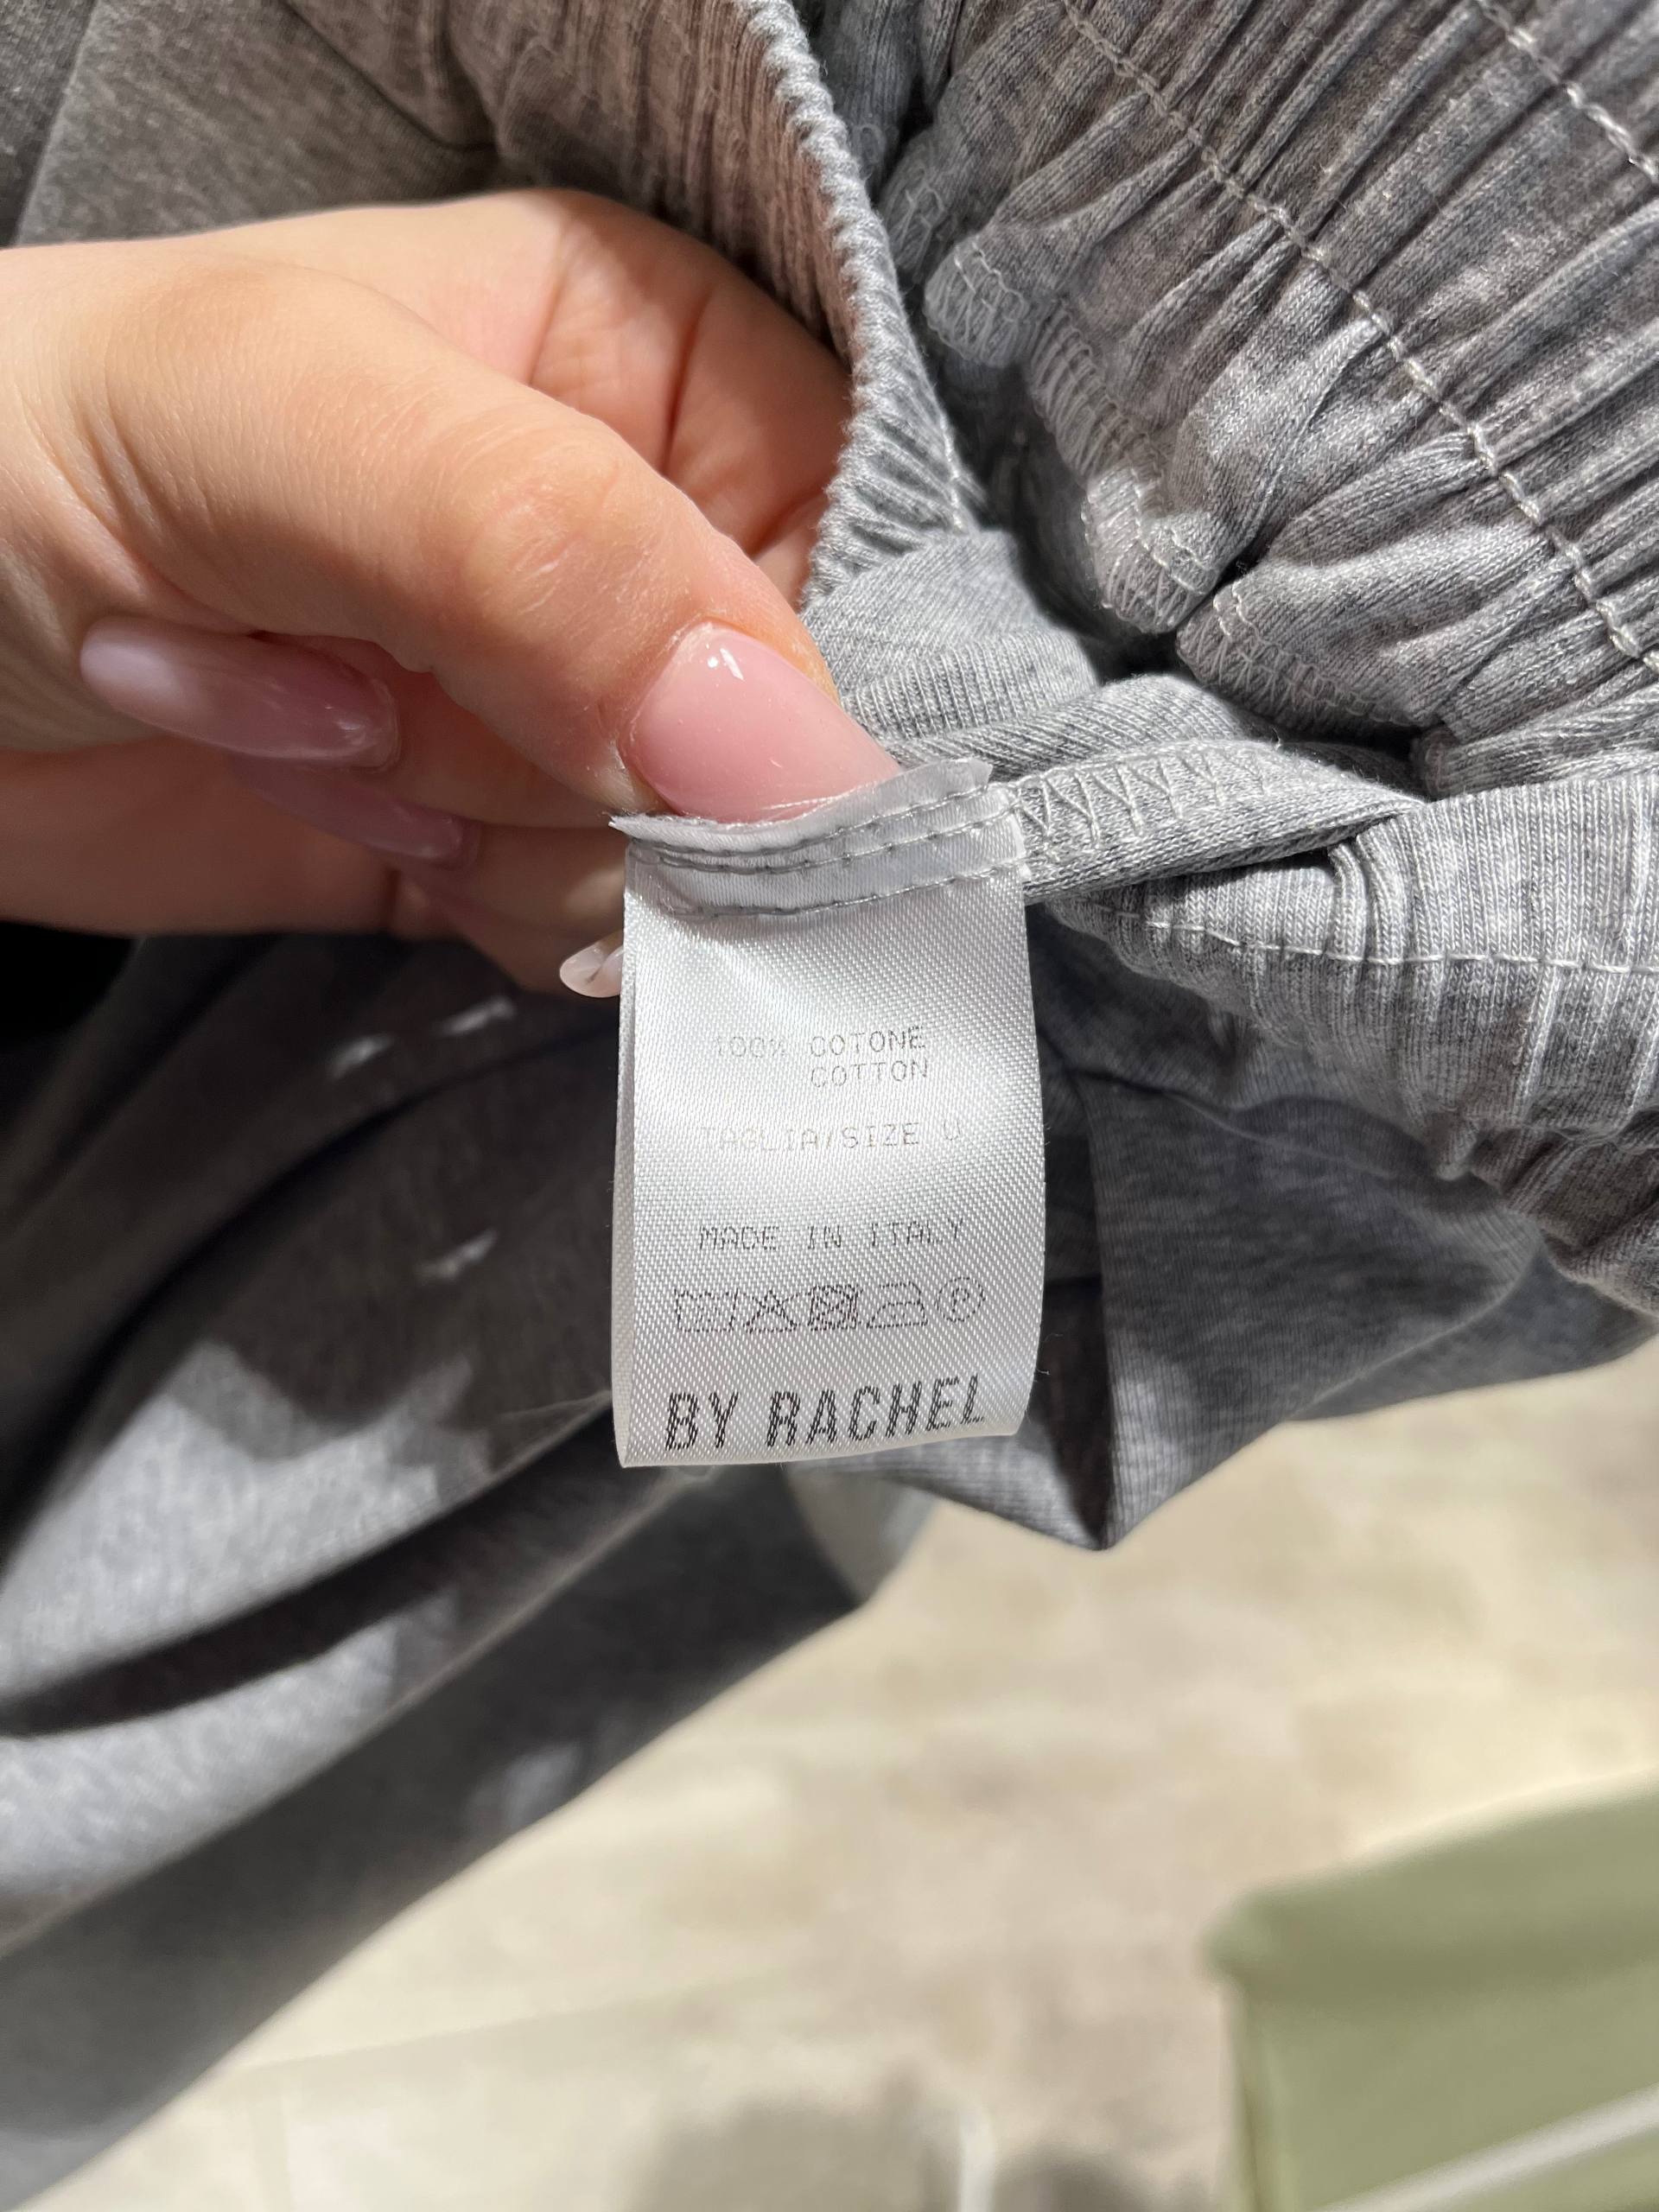 100% COTONE
COTTON
TAGLIA/SIZE U
MADE IN ITALY
P
BY RACHEL